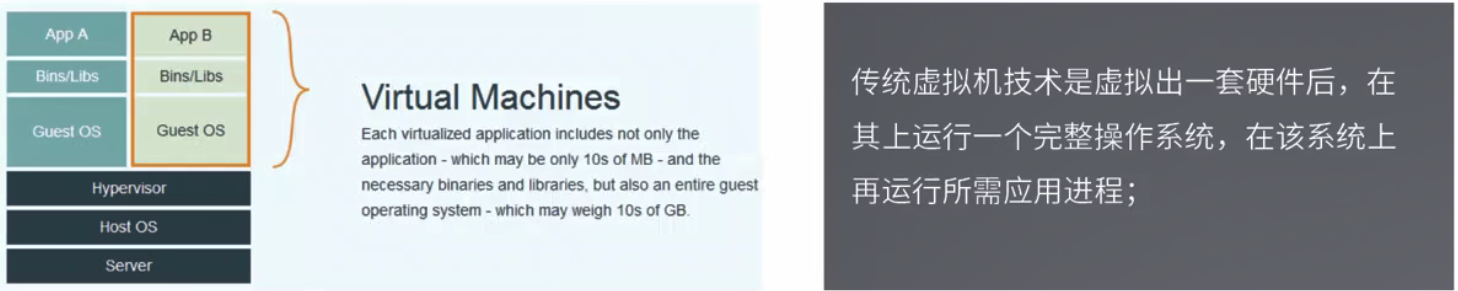 App A
App B
Bins/Libs
Bins/Libs
Guest OS
Guest OS
Hypervisor
Host OS
Server
Virtual Machines
Each virtualized application includes not only the
application - which may be only 10s of MB - and the
necessary binaries and libraries, but also an entire guest
operating system - which may weigh 10s of GB.
传统虚拟机技术是虚拟出一套硬件后，在
其上运行一个完整操作系统，在该系统上
再运行所需应用进程；